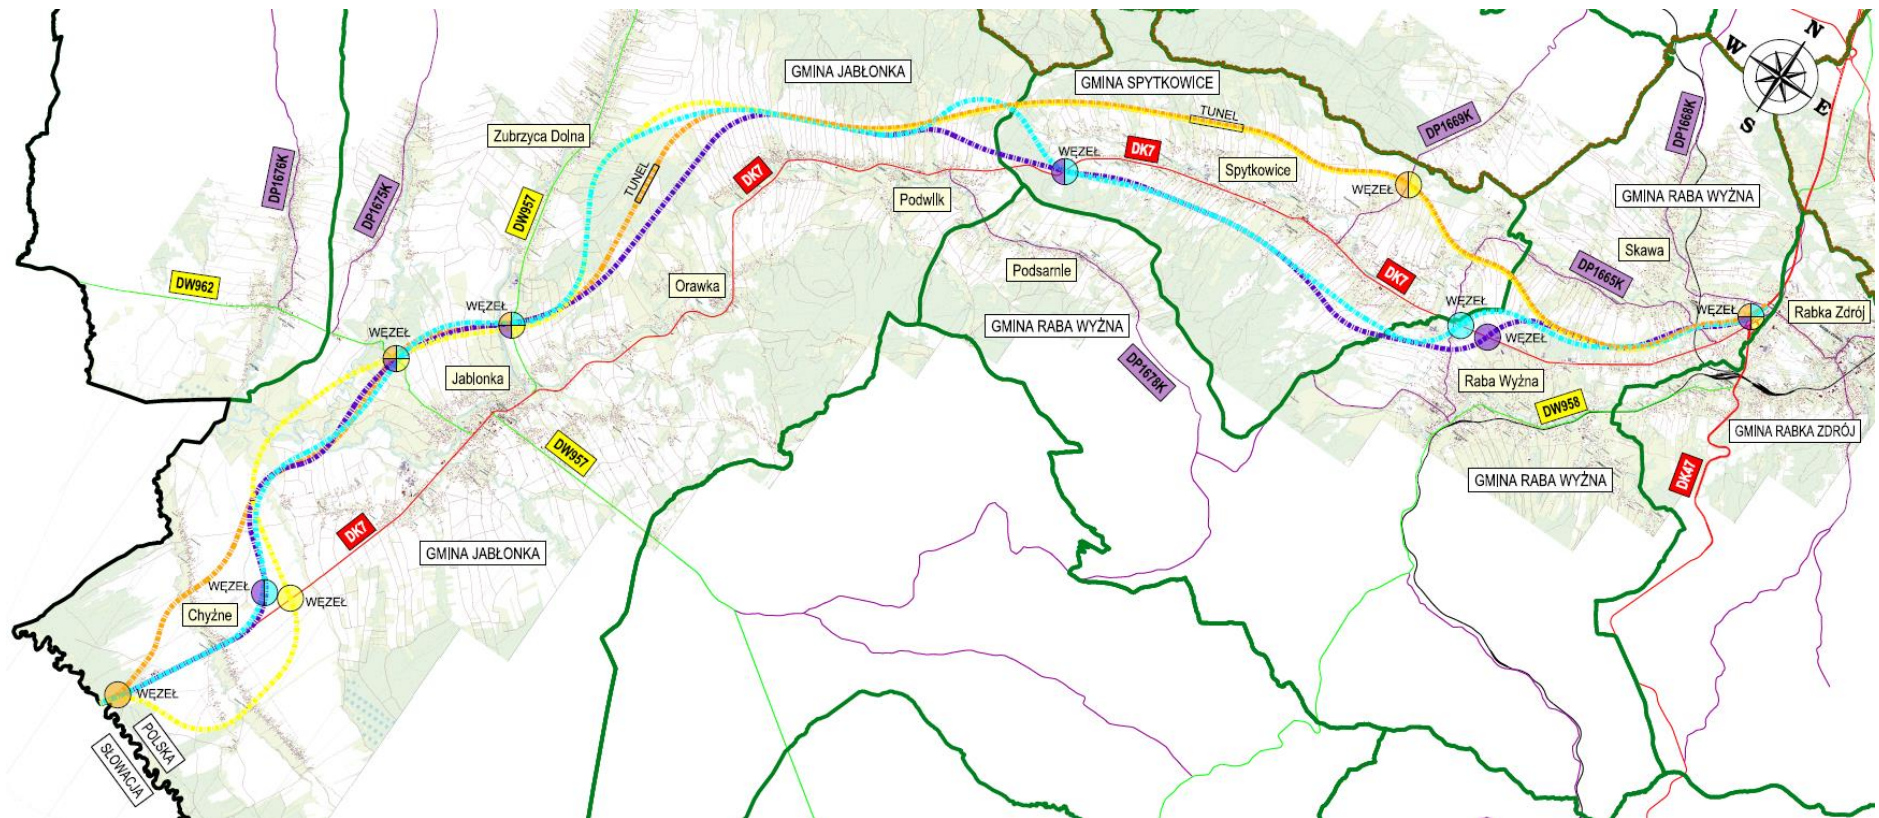 N
W
E
S
GMINA JABŁONKA
GMINA SPYTKOWICE
TUNEL
DP1669K
DP1668K
Zubrzyca Dolna
DP1676K
DP1675K
DW957
TUNEL
DK7
WĘZEŁ
DK7
Spytkowice
WĘZEŁ
GMINA RABA WYŻNA
Podwilk
Skawa
DW962
Orawka
Podsarnie
DP1665K
DK7
WĘZEŁ
WĘZEŁ
WĘZEŁ
WĘZEŁ
Rabka Zdrój
GMINA RABA WYŻNA
WĘZEŁ
Jablonka
DP1678K
Raba Wyżna
DW958
GMINA RABKA ZDRÓJ
DW957
DK47
GMINA RABA WYŻNA
DK7
GMINA JABŁONKA
WĘZEŁ
WĘZEŁ
Chyżne
WĘZEŁ
POLSKA
SŁOWACJA